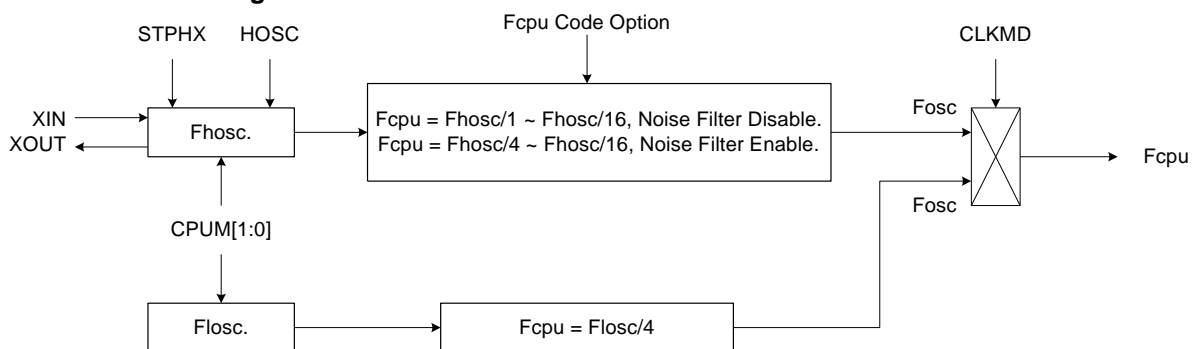 Fcpu Code Option
STPHX HOSC
CLKMD
XIN
XOUT
Fhosc.
Fcpu = Fhosc/1 ~ Fhosc/16, Noise Filter Disable.
Fcpu = Fhosc/4 ~ Fhosc/16, Noise Filter Enable.
Fosc
Fcpu
Fosc
CPUM[1:0]
Flosc.
Fcpu = Flosc/4